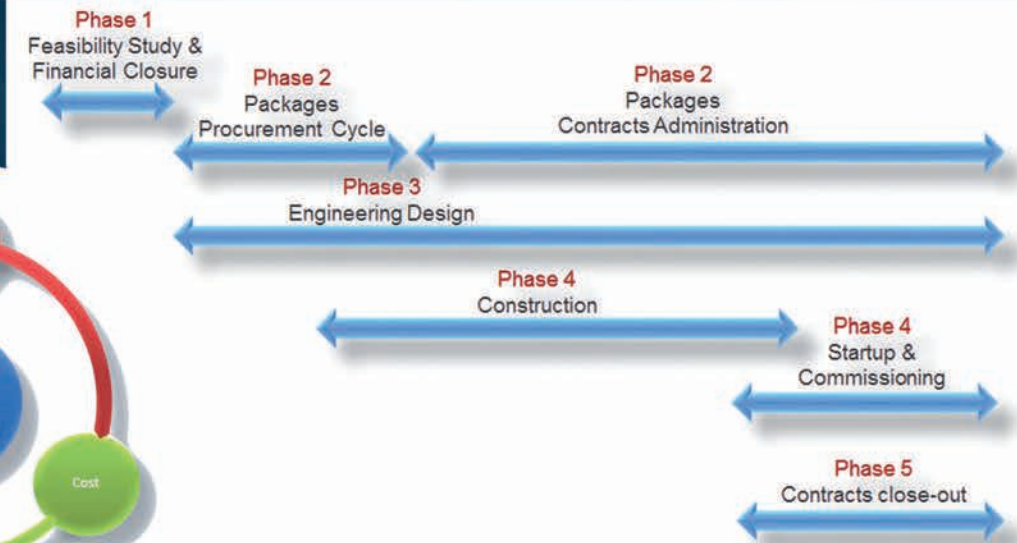 Phase 1
Feasibility Study &
Financial Closure
Phase 2
Packages
Procurement Cycle
Phase 2
Packages
Contracts Administration
Phase 3
Engineering Design
Phase 4
Construction
Phase 4
Startup &
Commissioning
Phase 5
Contracts close-out
Cost